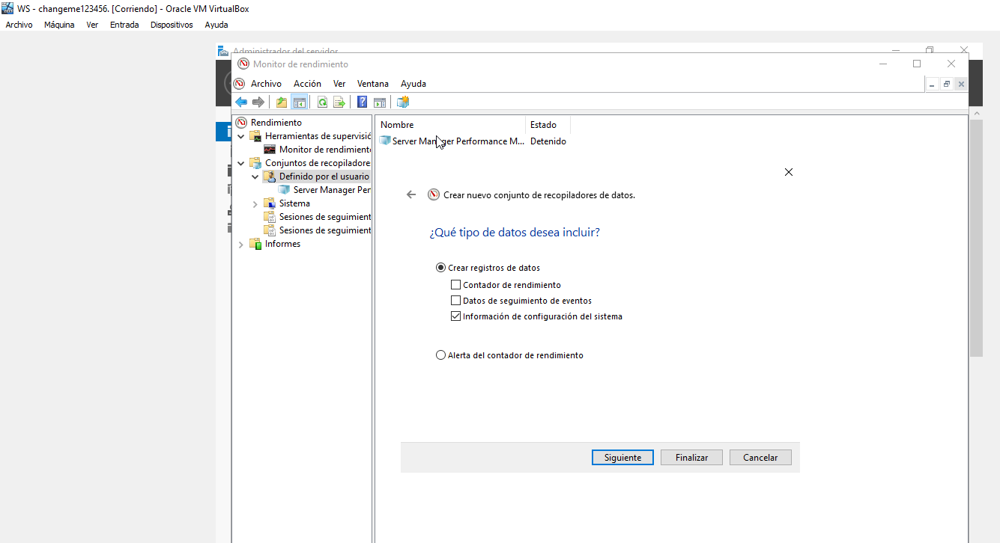 WS - changeme123456. [Corriendo] - Oracle VM VirtualBox
Archivo Máquina Ver Entrada Dispositivos Ayuda
Administrador del servidor
Monitor de rendimiento
Archivo Acción Ver Ventana Ayuda
Rendimiento
Herramientas de supervisió
Monitor de rendimient
Conjuntos de recopiladore
Definido por el usuario
Server Manager Per
Sistema
Sesiones de seguimient
Sesiones de seguimient
Informes
Nombre Estado
Server Manager Performance M... Detenido
Crear nuevo conjunto de recopiladores de datos.
¿Qué tipo de datos desea incluir?
Crear registros de datos
Contador de rendimiento
Datos de seguimiento de eventos
Información de configuración del sistema
Alerta del contador de rendimiento
Siguiente Finalizar Cancelar